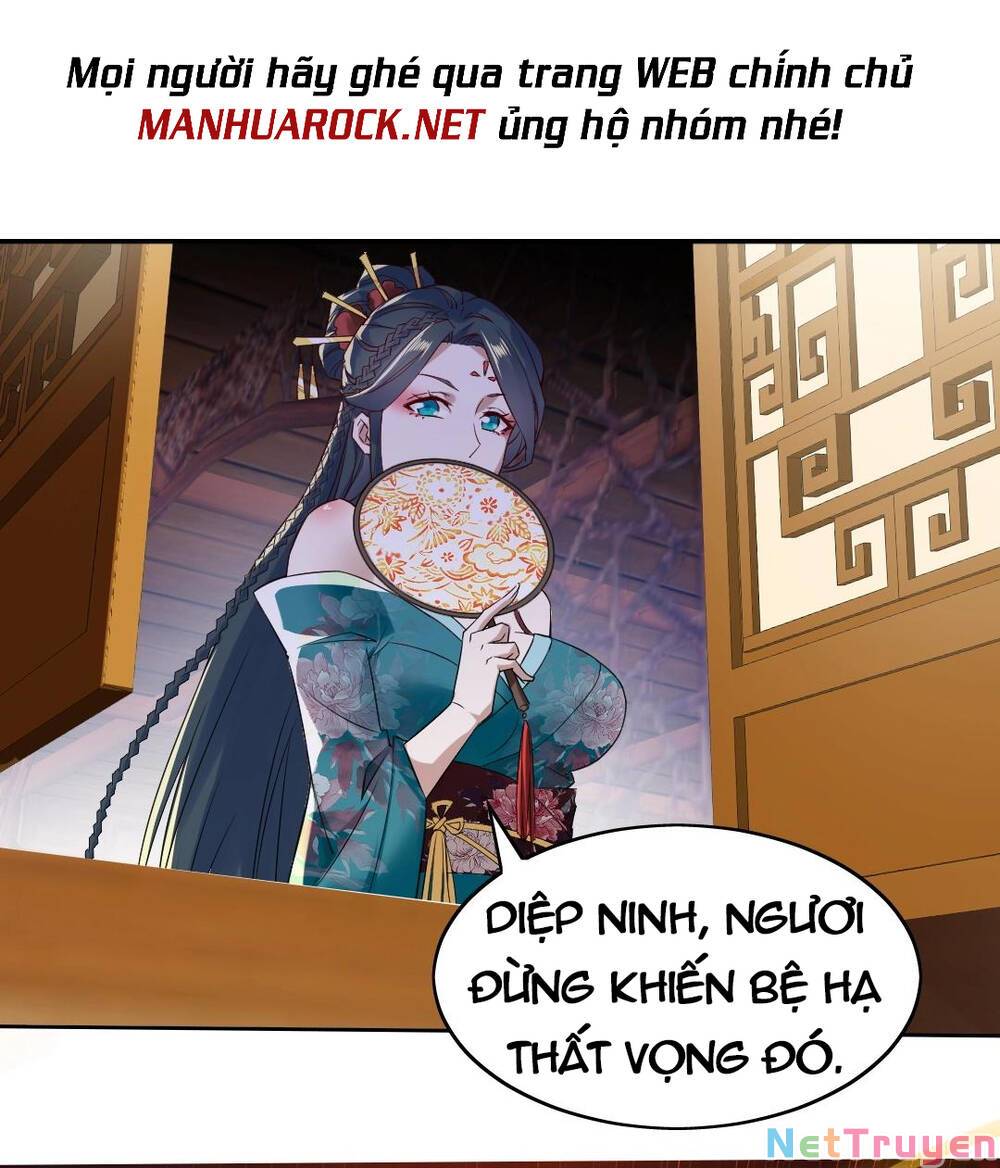 Mọi người hãy ghé qua trang WEB chính chủ
MANHUAROCK.NET ủng hộ nhóm nhé!
DIỆP NINH, NGƯƠI
ĐỪNG KHIẾN BỆ HẠ
THẤT VỌNG ĐÓ.
NetTruyen